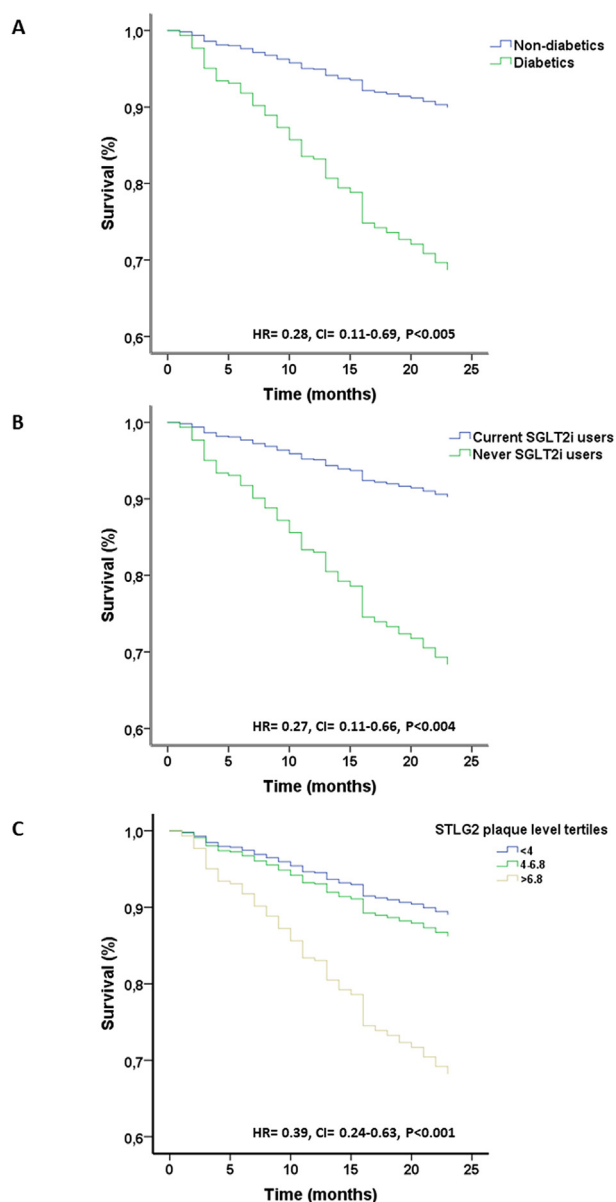 A
1,0
0,9
0,8
0,7
0,6
Survival (%)
Non-diabetics
Diabetics
HR= 0.28, CI= 0.11-0.69, P<0.005
0 5 10 15 20 25
Time (months)
B
1,0
0,9
0,8
0,7
0,6
Survival (%)
Current SGLT2i users
Never SGLT2i users
HR= 0.27, CI= 0.11-0.66, P<0.004
0 5 10 15 20 25
Time (months)
C
1,0
0,9
0,8
0,7
0,6
Survival (%)
STLG2 plaque level tertiles
<4
4-6.8
>6.8
HR= 0.39, CI= 0.24-0.63, P<0.001
0 5 10 15 20 25
Time (months)